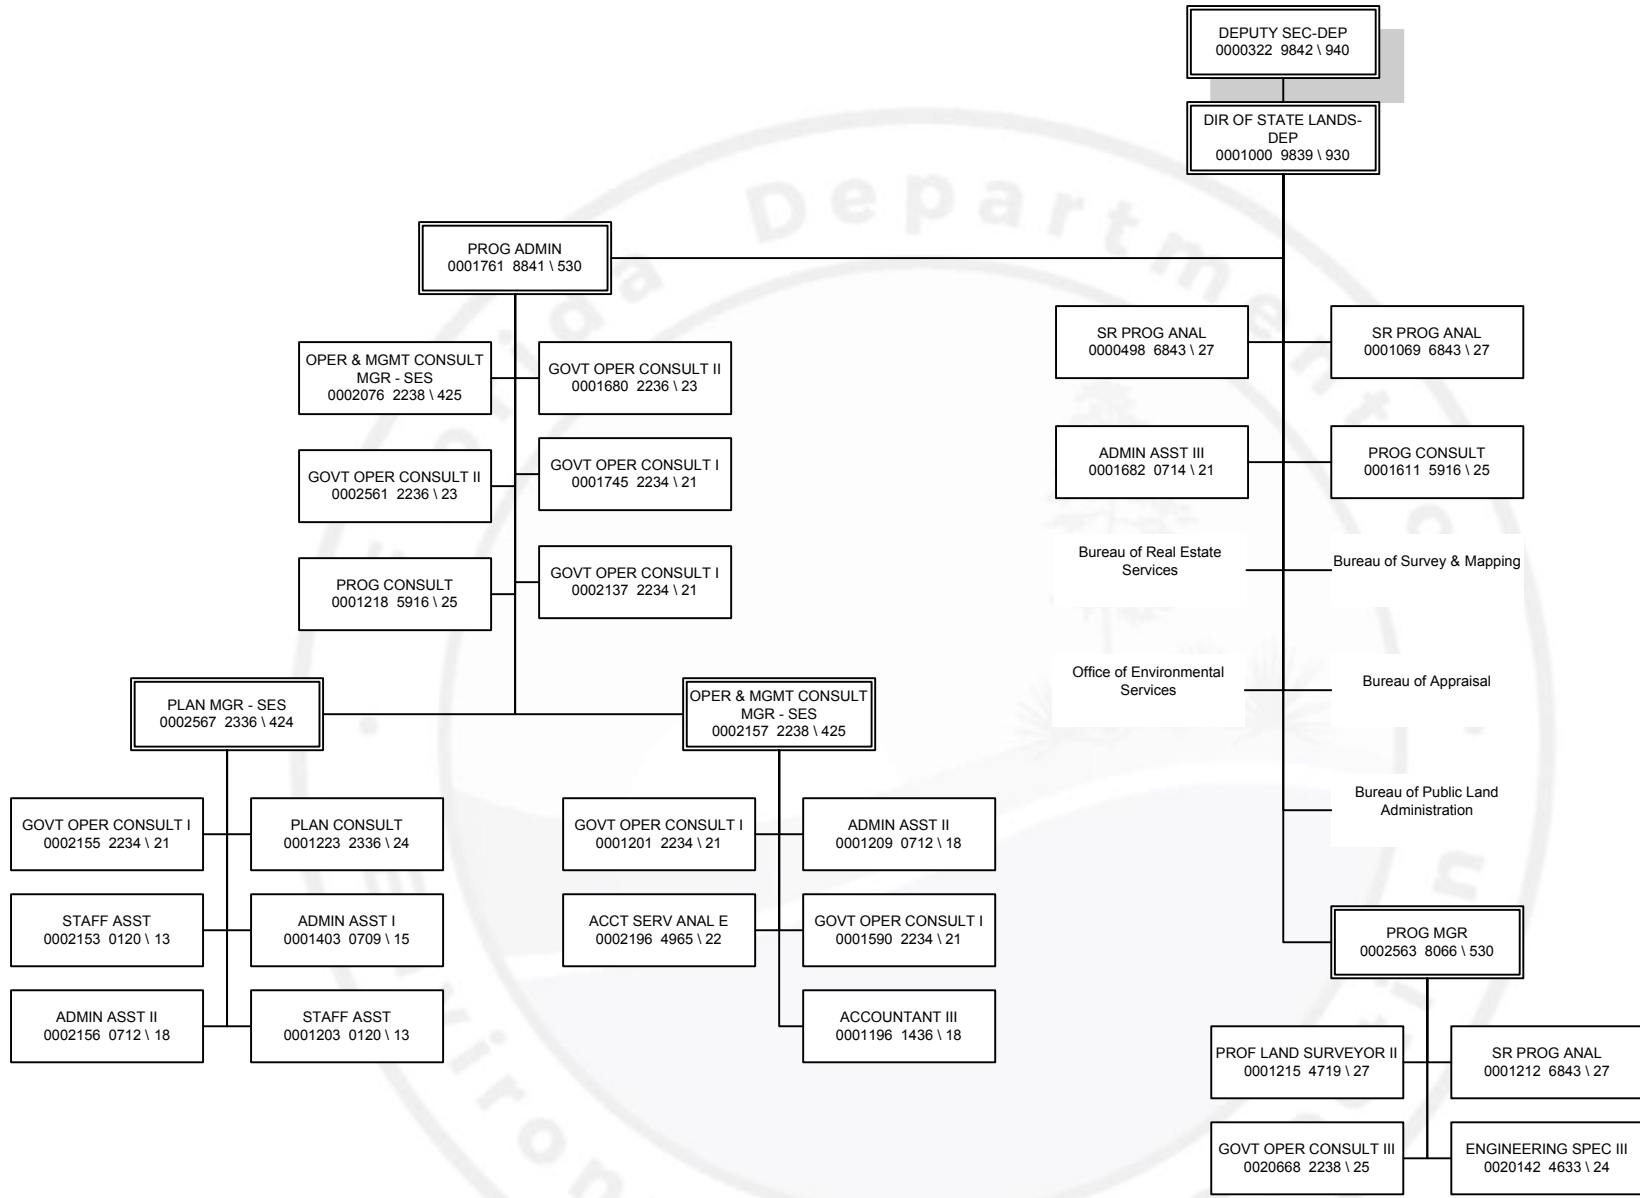 DEPUTY SEC-DEP
0000322 9842 \ 940
DIR OF STATE LANDS-
DEP
0001000 9839 \ 930
PROG ADMIN
0001761 8841 \ 530
SR PROG ANAL
0000498 6843 \ 27
SR PROG ANAL
0001069 6843 \ 27
OPER & MGMT CONSULT
MGR - SES
0002076 2238 \ 425
GOVT OPER CONSULT II
0001680 2236 \ 23
ADMIN ASST III
0001682 0714 \ 21
PROG CONSULT
0001611 5916 \ 25
GOVT OPER CONSULT II
0002561 2236 \ 23
GOVT OPER CONSULT I
0001745 2234 \ 21
Bureau of Real Estate
Services
Bureau of Survey & Mapping
PROG CONSULT
0001218 5916 \ 25
GOVT OPER CONSULT I
0002137 2234 \ 21
Office of Environmental
Services
Bureau of Appraisal
PLAN MGR - SES
0002567 2336 \ 424
OPER & MGMT CONSULT
MGR - SES
0002157 2238 \ 425
Bureau of Public Land
Administration
GOVT OPER CONSULT I
0002155 2234 \ 21
PLAN CONSULT
0001223 2336 \ 24
GOVT OPER CONSULT I
0001201 2234 \ 21
ADMIN ASST II
0001209 0712 \ 18
STAFF ASST
0002153 0120 \ 13
ADMIN ASST I
0001403 0709 \ 15
ACCT SERV ANAL E
0002196 4965 \ 22
GOVT OPER CONSULT I
0001590 2234 \ 21
PROG MGR
0002563 8066 \ 530
ADMIN ASST II
0002156 0712 \ 18
STAFF ASST
0001203 0120 \ 13
ACCOUNTANT III
0001196 1436 \ 18
PROF LAND SURVEYOR II
0001215 4719 \ 27
SR PROG ANAL
0001212 6843 \ 27
GOVT OPER CONSULT III
0020668 2238 \ 25
ENGINEERING SPEC III
0020142 4633 \ 24
Department